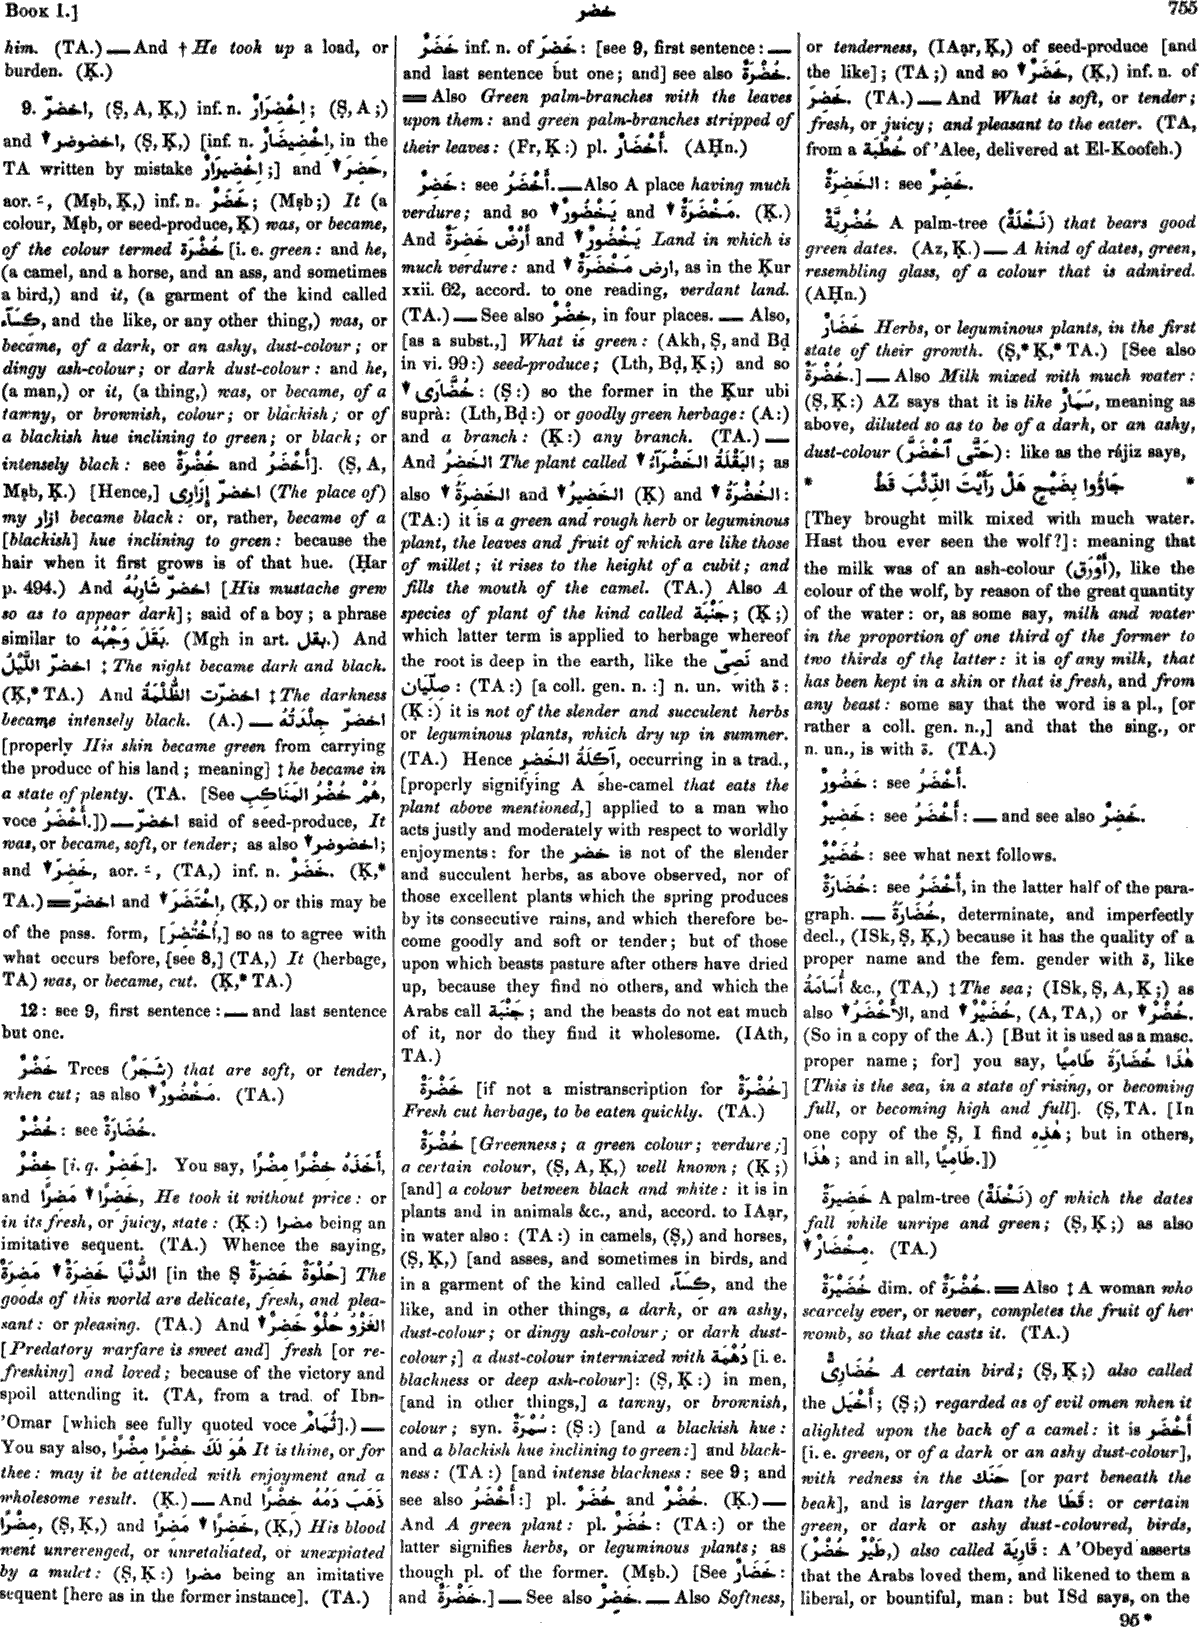 BOOK I.]
خضر
755
him. (TA.) — And † He took up a load, or
burden. (Ḳ.)
9. اخضرّ, (Ṣ, A, Ḳ,) inf. n. اِخْضِرَارٌ; (Ṣ, A;)
and ▼ اخضوضر, (Ṣ, Ḳ,) [inf. n. اِخْضِيضَارٌ, in the
TA written by mistake اِخْضِيرَارٌ;] and ▼ خَضِرَ,
aor. ـَ, (Mṣb, Ḳ,) inf. n. خَضَرٌ; (Mṣb;) It (a
colour, Mṣb, or seed-produce, Ḳ) was, or became,
of the colour termed خُضْرَة [i. e. green: and he,
(a camel, and a horse, and an ass, and sometimes
a bird,) and it, (a garment of the kind called
كِسَآء, and the like, or any other thing,) was, or
became, of a dark, or an ashy, dust-colour; or
dingy ash-colour; or dark dust-colour: and he,
(a man,) or it, (a thing,) was, or became, of a
tawny, or brownish, colour; or blackish; or of
a blackish hue inclining to green; or black; or
intensely black: see خُضْرَةٌ and أَخْضَرُ]. (Ṣ, A,
Mṣb, Ḳ.) [Hence,] اخضرّ إِزَارِى (The place of)
my ازار became black: or, rather, became of a
[blackish] hue inclining to green: because the
hair when it first grows is of that hue. (Ḥar
p. 494.) And اخضرّ شَارِبُهُ [His mustache grew
so as to appear dark]; said of a boy; a phrase
similar to بَقَلَ وَجْهُهُ. (Mgh in art. بقل.) And
اخضرّ اللَّيْلُ ‡ The night became dark and black.
(Ḳ,* TA.) And اخضرّت الظُّلْمَةُ ‡ The darkness
became intensely black. (A.) — اخضرّ جِلْدَتُهُ
[properly His skin became green from carrying
the produce of his land; meaning] ‡ he became in
a state of plenty. (TA. [See هُمْ خُضْرُ المَنَاكِبِ,
voce أَخْضَرُ.]) — اخضرّ said of seed-produce, It
was, or became, soft, or tender; as also ▼ اخضوضر;
and ▼ خَضِرَ, aor. ـَ, (TA,) inf. n. خَضَرٌ. (Ḳ,*
TA.) = اخضرّ and ▼ اِخْتَضَرَ, (Ḳ,) or this may be
of the pass. form, [اُخْتُضِرَ,] so as to agree with
what occurs before, {see 8,] (TA,) It (herbage,
TA) was, or became, cut. (Ḳ,* TA.)
12: see 9, first sentence: — and last sentence
but one.
خَضْرٌ Trees (شَجَرٌ) that are soft, or tender,
when cut; as also ▼ مَخْضُورٌ. (TA.)
خُضْرٌ: see خُضَارَةُ.
خِضْرٌ [i. q. خَضِرٌ]. You say, أَخَذَهُ خِضْرًا مِضْرًا,
and ▼ خَضِرًا مَضِرًا, He took it without price: or
in its fresh, or juicy, state: (Ḳ:) مضرا being an
imitative sequent. (TA.) Whence the saying,
الدُّنْيَا خَضِرَةٌ ▼ مَضِرَةٌ [in the Ṣ حُلْوَةٌ خَضِرَةٌ] The
goods of this world are delicate, fresh, and plea-
sant: or pleasing. (TA.) And الغَزْوُ حُلْوٌ خَضِرٌ ▼
[Predatory warfare is sweet and] fresh [or re-
freshing] and loved; because of the victory and
spoil attending it. (TA, from a trad. of Ibn-
'Omar [which see fully quoted voce ثُمَامٌ].) —
You say also, هُوَ لَكَ خِضْرًا مِضْرًا It is thine, or for
thee: may it be attended with enjoyment and a
wholesome result. (Ḳ.) — And ذَهَبَ دَمُهُ خِضْرًا
مِضْرًا, (Ṣ, Ḳ,) and ▼ خَضِرًا مَضِرًا, (Ḳ,) His blood
went unrevenged, or unretaliated, or unexpiated
by a mulct: (Ṣ, Ḳ:) مضرا being an imitative
sequent [here as in the former instance]. (TA.)
خَضَرٌ inf. n. of خَضِرَ: [see 9, first sentence: —
and last sentence but one; and] see also خُضْرَةٌ.
= Also Green palm-branches with the leaves
upon them: and green palm-branches stripped of
their leaves: (Fr, Ḳ:) pl. أَخْضَارٌ. (AḤn.)
خَضِرٌ: see أَخْضَرُ. — Also A place having much
verdure; and so ▼ يَخْضُورٌ and ▼ مَخْضَرَةٌ. (Ḳ.)
And أَرْضٌ خَضِرَةٌ and ▼ يَخْضُورٌ Land in which is
much verdure: and ▼ ارض مَخْضَرَةٌ, as in the Ḳur
xxii. 62, accord. to one reading, verdant land.
(TA.) — See also خِضْرٌ, in four places. — Also,
[as a subst.,] What is green: (Akh, Ṣ, and Bḍ
in vi. 99:) seed-produce; (Lth, Bḍ, Ḳ;) and so
▼ خُضَّارَى: (Ṣ:) so the former in the Ḳur ubi
suprà: (Lth, Bḍ:) or goodly green herbage: (A:)
and a branch: (Ḳ:) any branch. (TA.) —
And الخَضِرُ The plant called ▼ البَقْلَةُ الخَضْرَآءُ; as
also ▼ الخَضِرَةُ and ▼ الخَضِيرُ (Ḳ) and ▼ الخُضْرَةُ:
(TA:) it is a green and rough herb or leguminous
plant, the leaves and fruit of which are like those
of millet; it rises to the height of a cubit; and
fills the mouth of the camel. (TA.) Also A
species of plant of the kind called جَنْبَة; (Ḳ;)
which latter term is applied to herbage whereof
the root is deep in the earth, like the نَصِىّ and
صِلِّيَان: (TA:) [a coll. gen. n.:] n. un. with ة:
(Ḳ:) it is not of the slender and succulent herbs
or leguminous plants, which dry up in summer.
(TA.) Hence آكِلَةُ الخَضِرِ, occurring in a trad.,
[properly signifying A she-camel that eats the
plant above mentioned,] applied to a man who
acts justly and moderately with respect to worldly
enjoyments: for the خضر is not of the slender
and succulent herbs, as above observed, nor of
those excellent plants which the spring produces
by its consecutive rains, and which therefore be-
come goodly and soft or tender; but of those
upon which beasts pasture after others have dried
up, because they find no others, and which the
Arabs call جَنْبَة; and the beasts do not eat much
of it, nor do they find it wholesome. (IAth,
TA.)
خَضْرَةٌ [if not a mistranscription for خُضْرَةٌ]
Fresh cut herbage, to be eaten quickly. (TA.)
خُضْرَةٌ [Greenness; a green colour; verdure;]
a certain colour, (Ṣ, A, Ḳ,) well known; (Ḳ;)
[and] a colour between black and white: it is in
plants and in animals &c., and, accord. to IAạr,
in water also: (TA:) in camels, (Ṣ,) and horses,
(Ṣ, Ḳ,) [and asses, and sometimes in birds, and
in a garment of the kind called كِسَآء, and the
like, and in other things, a dark, or an ashy,
dust-colour; or dingy ash-colour; or dark dust-
colour;] a dust-colour intermixed with دُهْمَة [i. e.
blackness or deep ash-colour]: (Ṣ, Ḳ:) in men,
[and in other things,] a tawny, or brownish,
colour; syn. سُمْرَةٌ: (Ṣ:) [and a blackish hue:
and a blackish hue inclining to green:] and black-
ness: (TA:) [and intense blackness: see 9; and
see also أَخْضَرُ:] pl. خُضَرٌ and خُضْرٌ. (Ḳ.) —
And A green plant: pl. خُضَرٌ: (TA:) or the
latter signifies herbs, or leguminous plants; as
though pl. of the former. (Mṣb.) [See خَضَارٌ:
and خَضِرَةٌ.] — See also خَضِرٌ. — Also Softness,
or tenderness, (IAạr, Ḳ,) of seed-produce [and
the like]; (TA;) and so ▼ خَضَرٌ, (Ḳ,) inf. n. of
خَضِرَ. (TA.) — And What is soft, or tender;
fresh, or juicy; and pleasant to the eater. (TA,
from a خُطْبَة of 'Alee, delivered at El-Koofeh.)
الخَضِرَةُ: see خَضِرٌ.
خُضْرِيَّةٌ A palm-tree (نَخْلَةٌ) that bears good
green dates. (Az, Ḳ.) — A kind of dates, green,
resembling glass, of a colour that is admired.
(AḤn.)
خَضَارٌ Herbs, or leguminous plants, in the first
state of their growth. (Ṣ,* Ḳ,* TA.) [See also
خُضْرَةٌ.] — Also Milk mixed with much water:
(Ṣ, Ḳ:) AZ says that it is like سَمَارٌ, meaning as
above, diluted so as to be of a dark, or an ashy,
dust-colour (حَتَّى ٱخْضَرَّ): like as the rájiz says,
* جَاؤُوا بِضَيْحٍ هَلْ رَأَيْتَ الذِّئْبَ قَطْ *
[They brought milk mixed with much water.
Hast thou ever seen the wolf?]: meaning that
the milk was of an ash-colour (أَوْرَق), like the
colour of the wolf, by reason of the great quantity
of the water: or, as some say, milk and water
in the proportion of one third of the former to
two thirds of the latter: it is of any milk, that
has been kept in a skin or that is fresh, and from
any beast: some say that the word is a pl., [or
rather a coll. gen. n.,] and that the sing., or
n. un., is with ة. (TA.)
خَضُورٌ: see أَخْضَرُ.
خَضِيرٌ: see أَخْضَرُ: — and see also خَضِرٌ.
خُضَيْرٌ: see what next follows.
خُضَارَةٌ: see أَخْضَرُ, in the latter half of the para-
graph. — خُضَارَةُ, determinate, and imperfectly
decl., (ISk, Ṣ, Ḳ,) because it has the quality of a
proper name and the fem. gender with ة, like
أُسَامَةُ &c., (TA,) ‡ The sea; (ISk, Ṣ, A, Ḳ;) as
also ▼ الأَخْضَرُ, and ▼ خُضَيْرٌ, (A, TA,) or ▼ خُضْرٌ.
(So in a copy of the A.) [But it is used as a masc.
proper name; for] you say, هٰذَا خُضَارَةُ طَامِيًا
[This is the sea, in a state of rising, or becoming
full, or becoming high and full]. (Ṣ, TA. [In
one copy of the Ṣ, I find هٰذِهِ; but in others,
هٰذَا; and in all, طَامِيًا.])
خَضِيرَةٌ A palm-tree (نَخْلَةٌ) of which the dates
fall while unripe and green; (Ṣ, Ḳ;) as also
▼ مِخْضَارٌ. (TA.)
خُضَيْرَةٌ dim. of خُضْرَةٌ. = Also ‡ A woman who
scarcely ever, or never, completes the fruit of her
womb, so that she casts it. (TA.)
خُضَارِىٌّ A certain bird; (Ṣ, Ḳ;) also called
the أَخْيَل; (Ṣ;) regarded as of evil omen when it
alighted upon the back of a camel: it is أَخْضَر
[i. e. green, or of a dark or an ashy dust-colour],
with redness in the حَنَك [or part beneath the
beak], and is larger than the قَطَا: or certain
green, or dark or ashy dust-coloured, birds,
(طَيْرٌ خُضْرٌ,) also called قَارِيَة: A 'Obeyd asserts
that the Arabs loved them, and likened to them a
liberal, or bountiful, man: but ISd says, on the
95 *